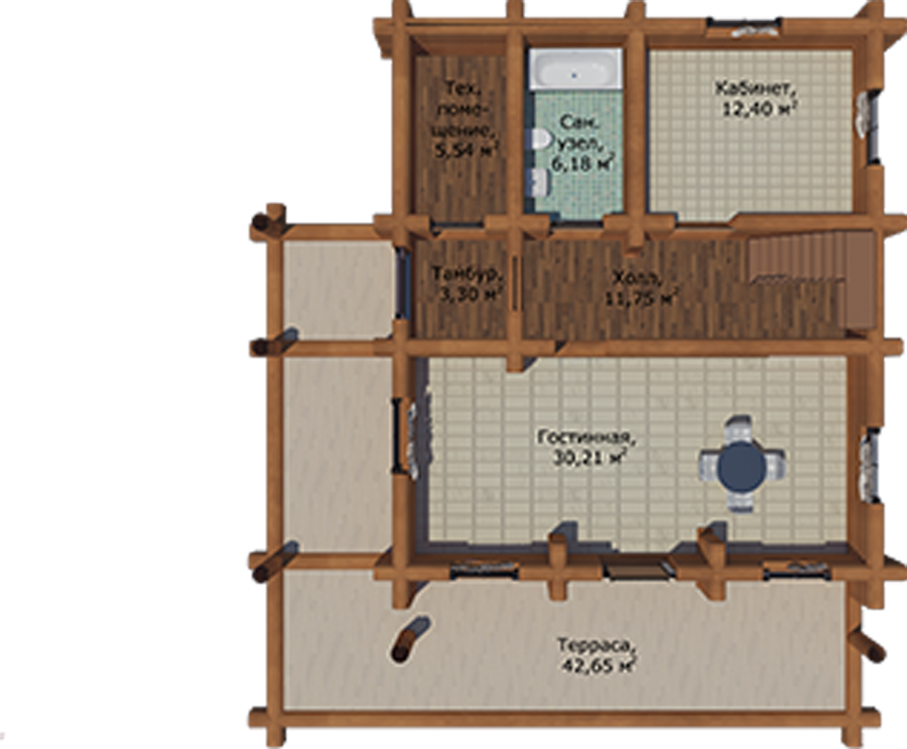 Тех.
поме-
щение,
5,54 м²
Сан.
узел,
6,18 м²
Кабинет,
12,40 м²
Тамбур,
3,30 м²
Холл,
11,75 м²
Гостинная,
30,21 м²
Терраса,
42,65 м²